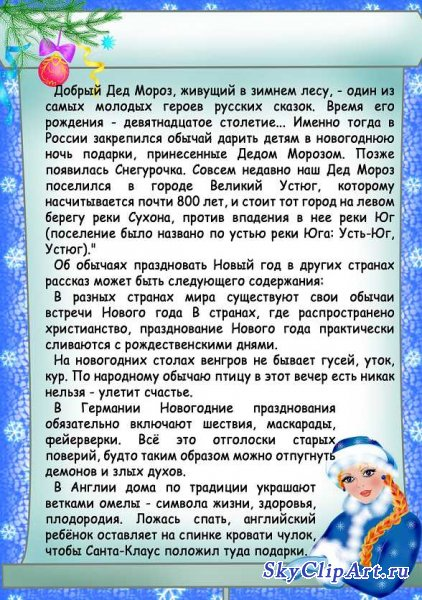 Добрый Дед Мороз, живущий в зимнем лесу, - один из
самых молодых героев русских сказок. Время его
рождения - девятнадцатое столетие... Именно тогда в
России закрепился обычай дарить детям в новогоднюю
ночь подарки, принесенные Дедом Морозом. Позже
появилась Снегурочка. Совсем недавно наш Дед Мороз
поселился в городе Великий Устюг, которому
насчитывается почти 800 лет, и стоит тот город на левом
берегу реки Сухона, против впадения в нее реки Юг
(поселение было названо по устью реки Юга: Усть-Юг,
Устюг)."
Об обычаях праздновать Новый год в других странах
рассказ может быть следующего содержания:
В разных странах мира существуют свои обычаи
встречи Нового года В странах, где распространено
христианство, празднование Нового года практически
сливаются с рождественскими днями.
На новогодних столах венгров не бывает гусей, уток,
кур. По народному обычаю птицу в этот вечер есть никак
нельзя - улетит счастье.
В Германии Новогодние празднования
обязательно включают шествия, маскарады,
фейерверки. Всё это отголоски старых
поверий, будто таким образом можно отпугнуть
демонов и злых духов.
В Англии дома по традиции украшают
ветками омелы - символа жизни, здоровья,
плодородия. Ложась спать, английский
ребёнок оставляет на спинке кровати чулок,
чтобы Санта-Клаус положил туда подарки.
SkyClipArt.ru